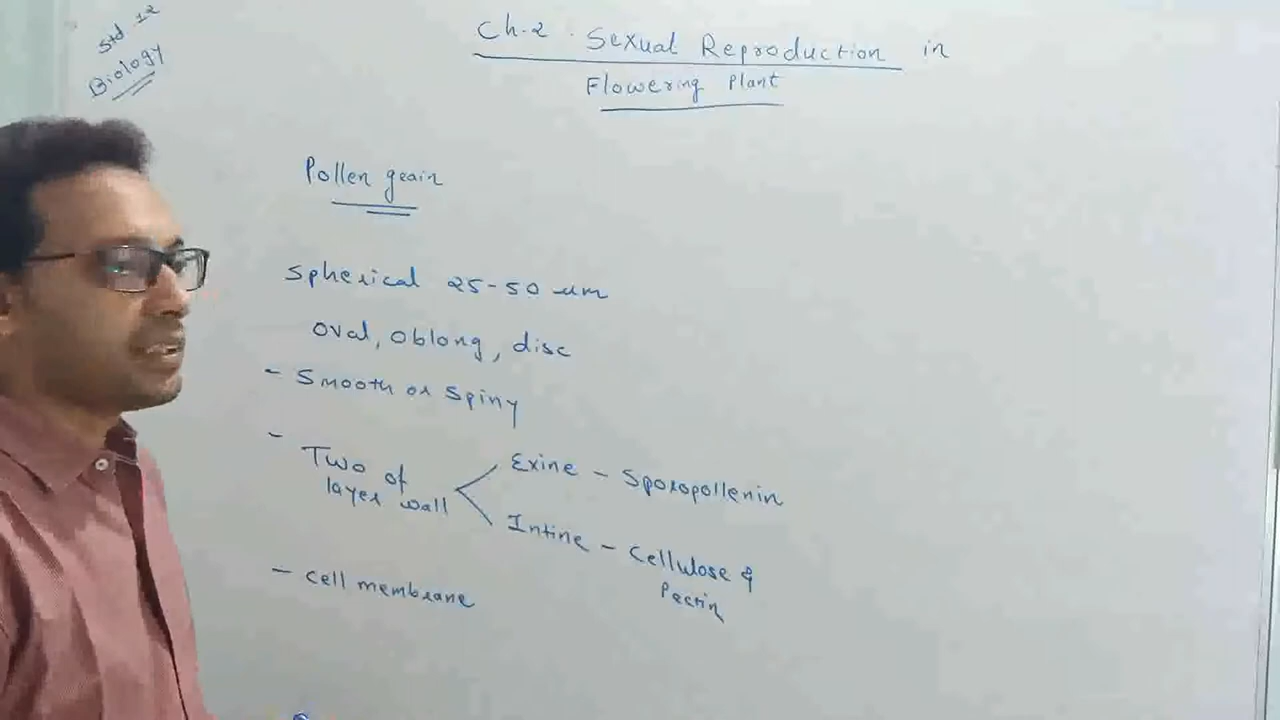 Std 12
Biology
Ch.2. Sexual Reproduction in
Flowering Plant
Pollen grain
Spherical 25-50 um
oval, oblong, disc
- Smooth or Spiny
- Two of layer wall
Exine - Sporopollenin
Intine - Cellulose &
Pectin
- cell membrane